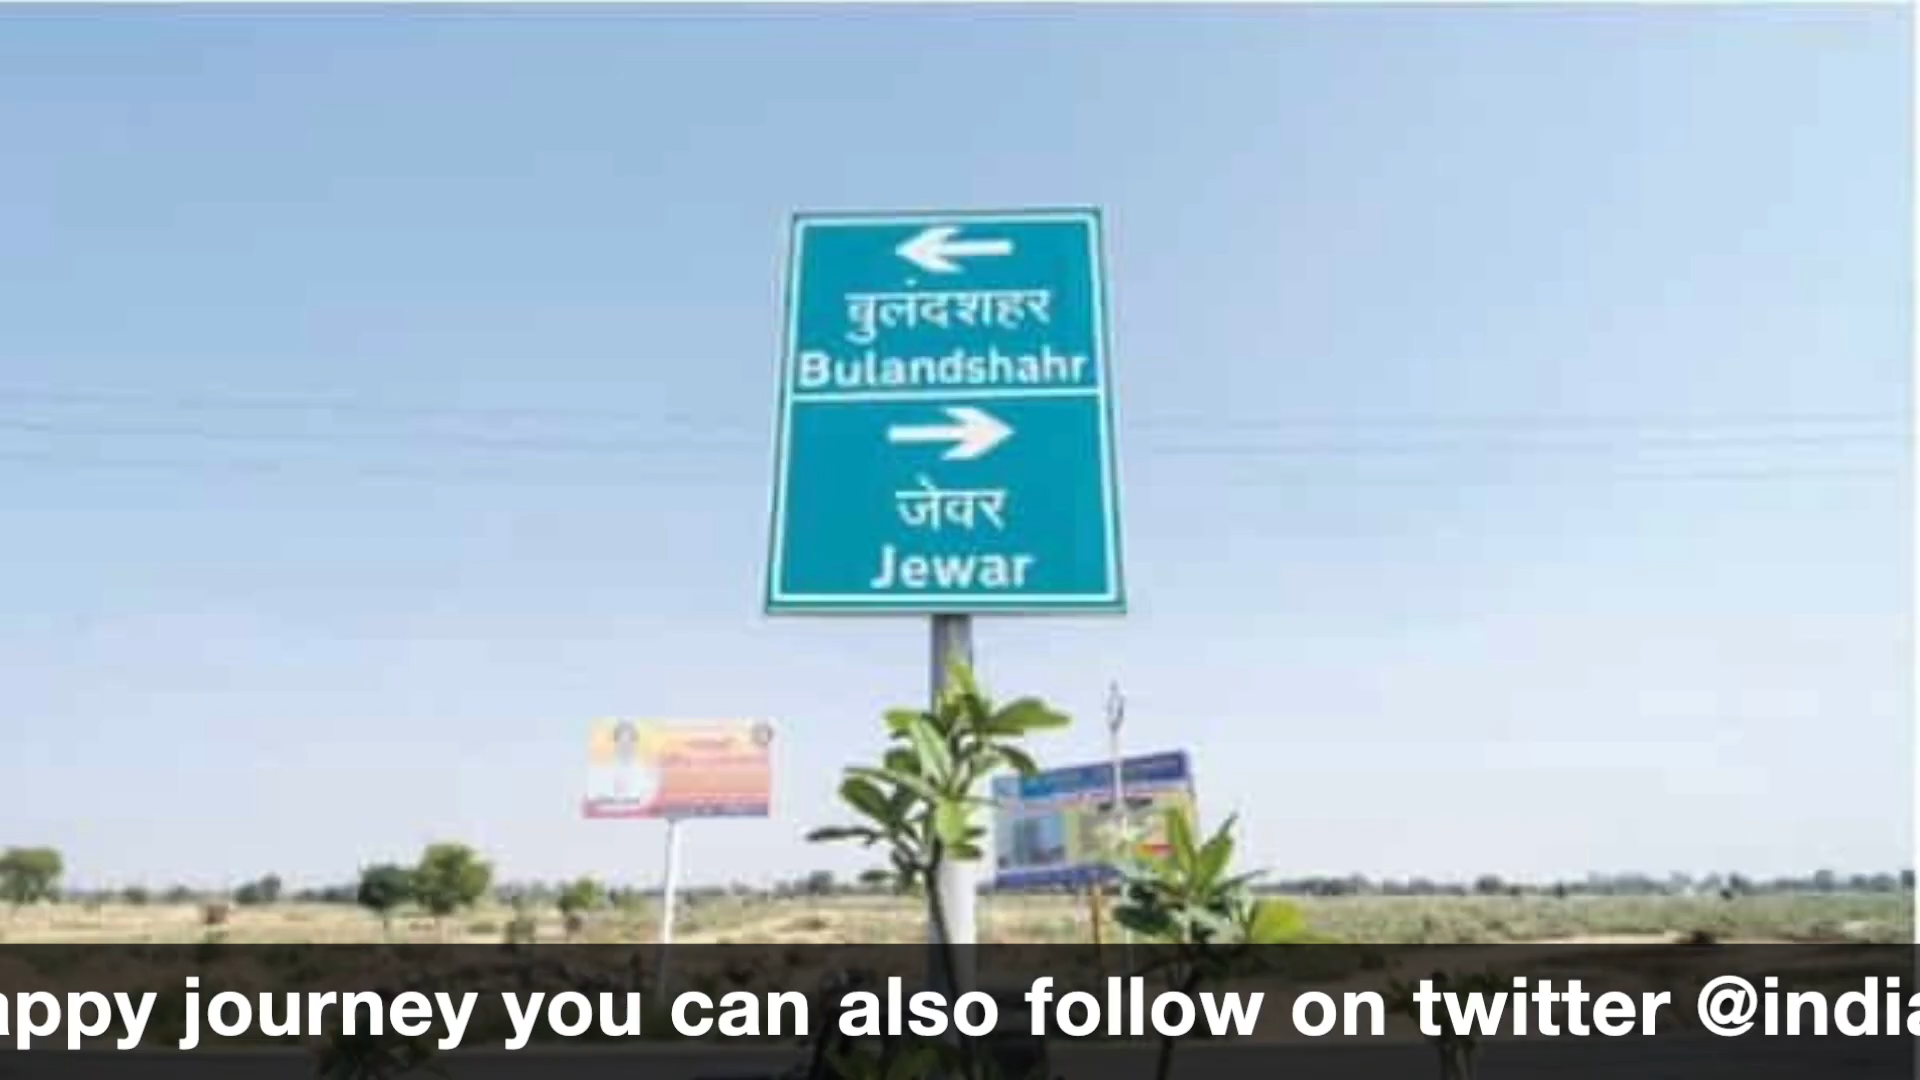 बुलंदशहर
Bulandshahr
जेवर
Jewar
appy journey you can also follow on twitter @india